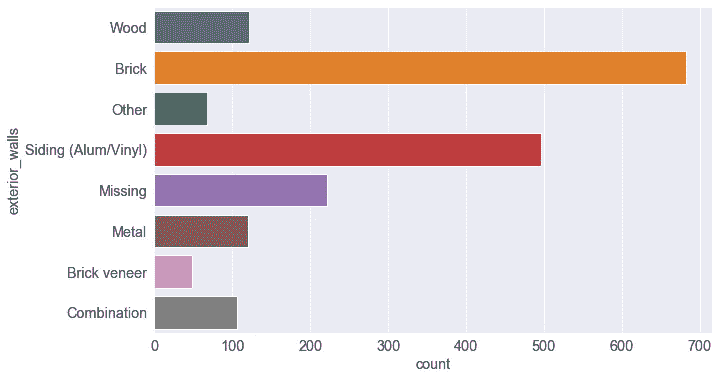 Wood
Brick
Other
Siding (Alum/Vinyl)
Missing
Metal
Brick veneer
Combination
exterior_walls
0 100 200 300 400 500 600 700
count